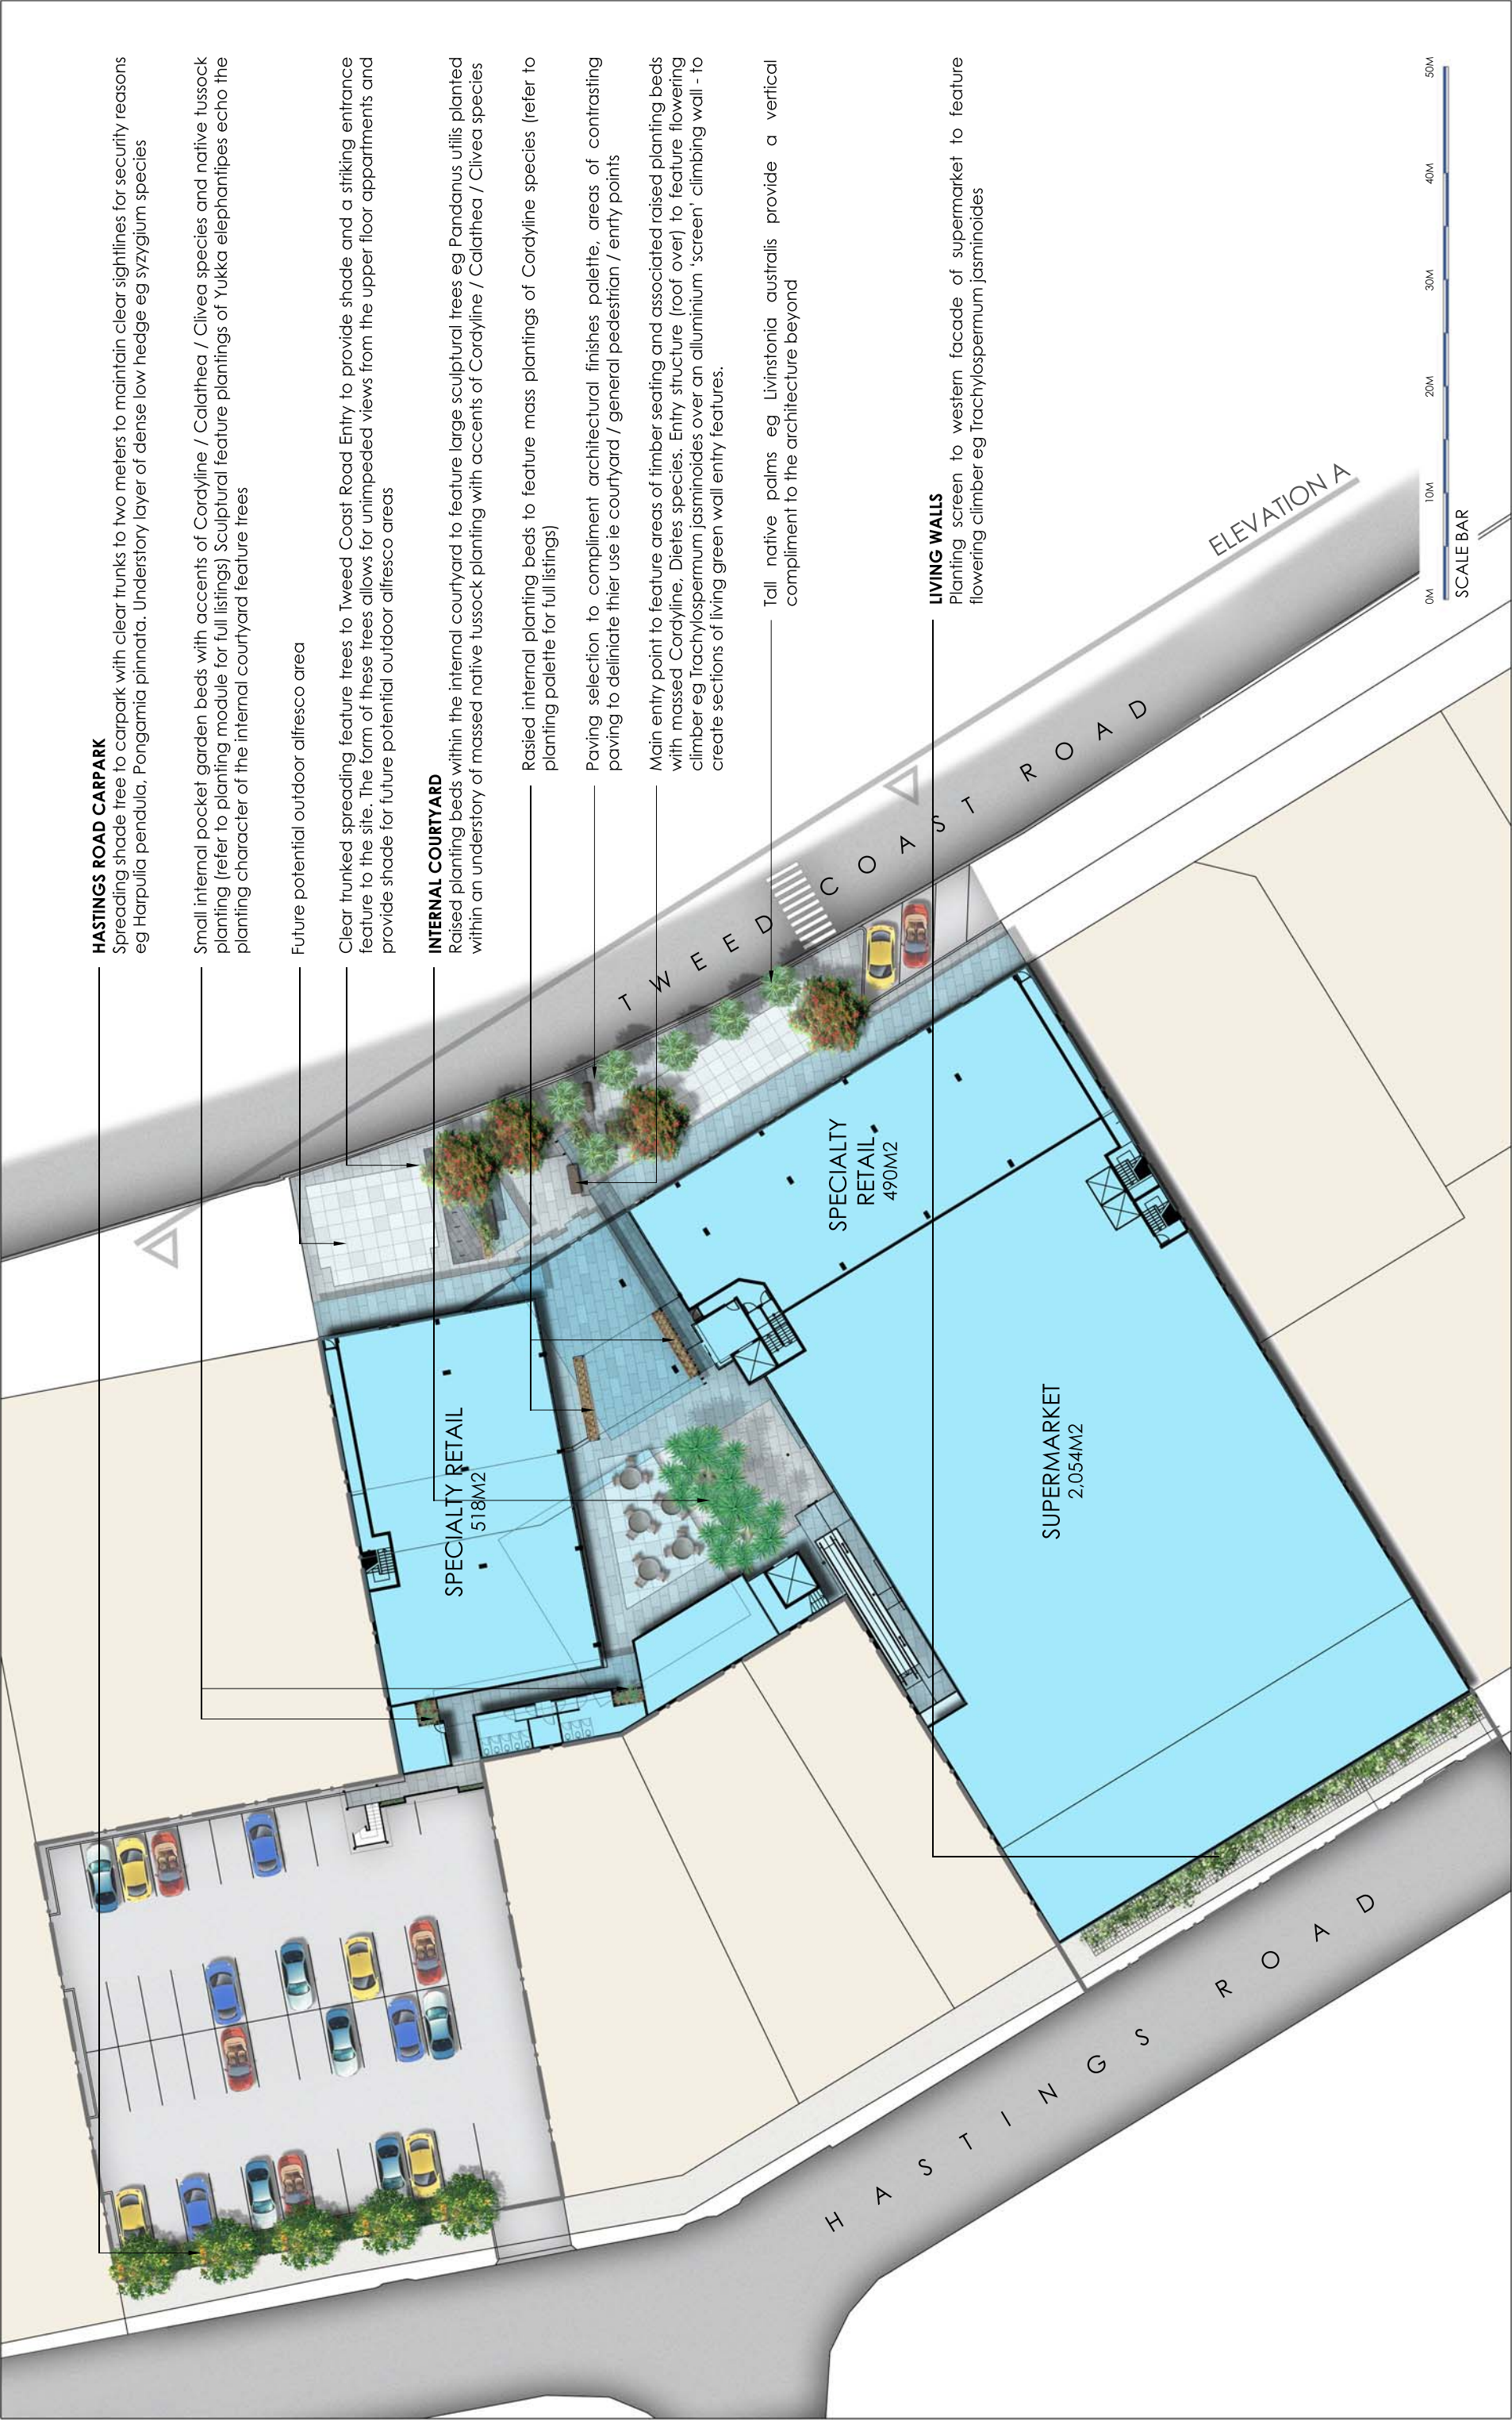 HASTINGS ROAD CARPARK
Spreading shade tree to carpark with clear trunks to two meters to maintain clear sightlines for security reasons
eg Harpulia pendula, Pongamia pinnata. Understory layer of dense low hedge eg syzygium species
Small internal pocket garden beds with accents of Cordyline / Calathea / Clivea species and native tussock
planting (refer to planting module for full listings) Sculptural feature plantings of Yukka elephantipes echo the
planting character of the internal courtyard feature trees
Future potential outdoor alfresco area
Clear trunked spreading feature trees to Tweed Coast Road Entry to provide shade and a striking entrance
feature to the site. The form of these trees allows for unimpeded views from the upper floor appartments and
provide shade for future potential outdoor alfresco areas
INTERNAL COURTYARD
Raised planting beds within the internal courtyard to feature large sculptural trees eg Pandanus utilis planted
within an understory of massed native tussock planting with accents of Cordyline / Calathea / Clivea species
Rasied internal planting beds to feature mass plantings of Cordyline species (refer to
planting palette for full listings)
Paving selection to compliment architectural finishes palette, areas of contrasting
paving to deliniate thier use ie courtyard / general pedestrian / enrty points
Main entry point to feature areas of timber seating and associated raised planting beds
with massed Cordyline, Dietes species. Entry structure (roof over) to feature flowering
climber eg Trachylospermum jasminoides over an alluminium 'screen' climbing wall - to
create sections of living green wall entry features.
Tall native palms eg Livinstonia australis provide a vertical
compliment to the architecture beyond
LIVING WALLS
Planting screen to western facade of supermarket to feature
flowering climber eg Trachylospermum jasminoides
SPECIALTY RETAIL
518M2
SPECIALTY
RETAIL
490M2
SUPERMARKET
2,054M2
TWEED COAST ROAD
HASTINGS ROAD
ELEVATION A
0M 10M 20M 30M 40M 50M
SCALE BAR